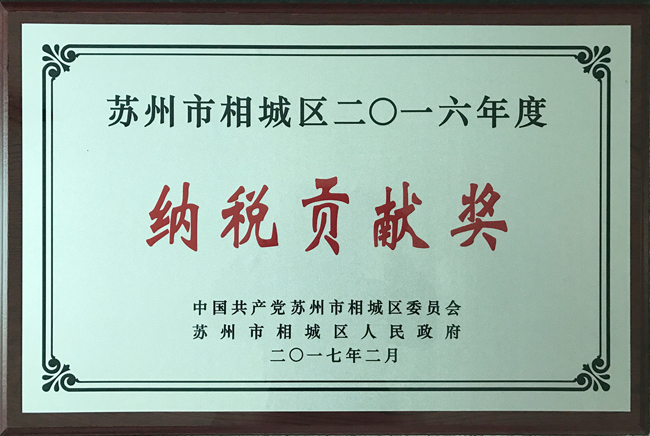 苏州市相城区二〇一六年度
纳税贡献奖
中国共产党苏州市相城区委员会
苏州市相城区人民政府
二〇一七年二月